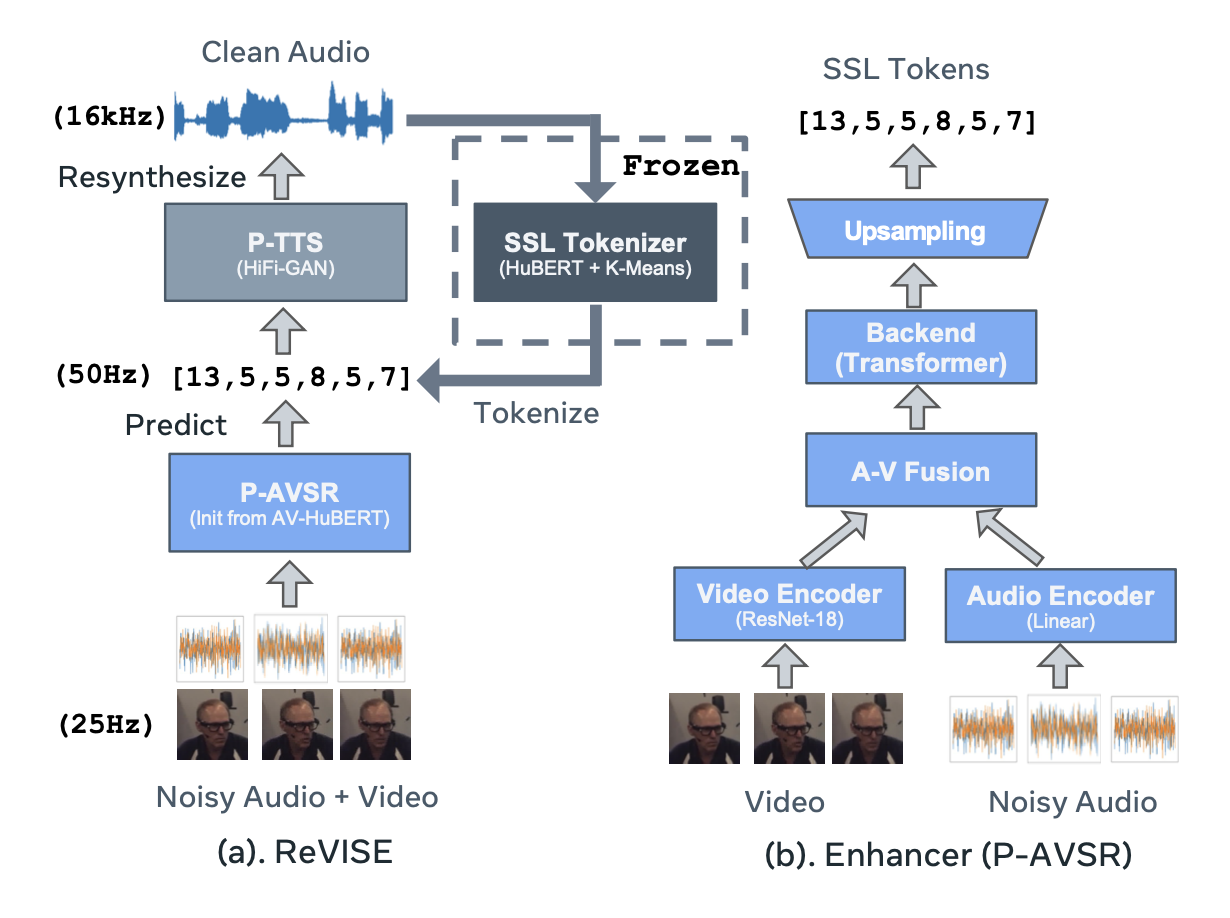 Clean Audio
(16kHz)
Resynthesize
P-TTS
(HiFi-GAN)
(50Hz)
[13,5,5,8,5,7]
Predict
P-AVSR
(Init from AV-HuBERT)
(25Hz)
Noisy Audio + Video
(a). ReVISE
Frozen
SSL Tokenizer
(HuBERT + K-Means)
Tokenize
SSL Tokens
[13,5,5,8,5,7]
Upsampling
Backend
(Transformer)
A-V Fusion
Video Encoder
(ResNet-18)
Audio Encoder
(Linear)
Video
Noisy Audio
(b). Enhancer (P-AVSR)